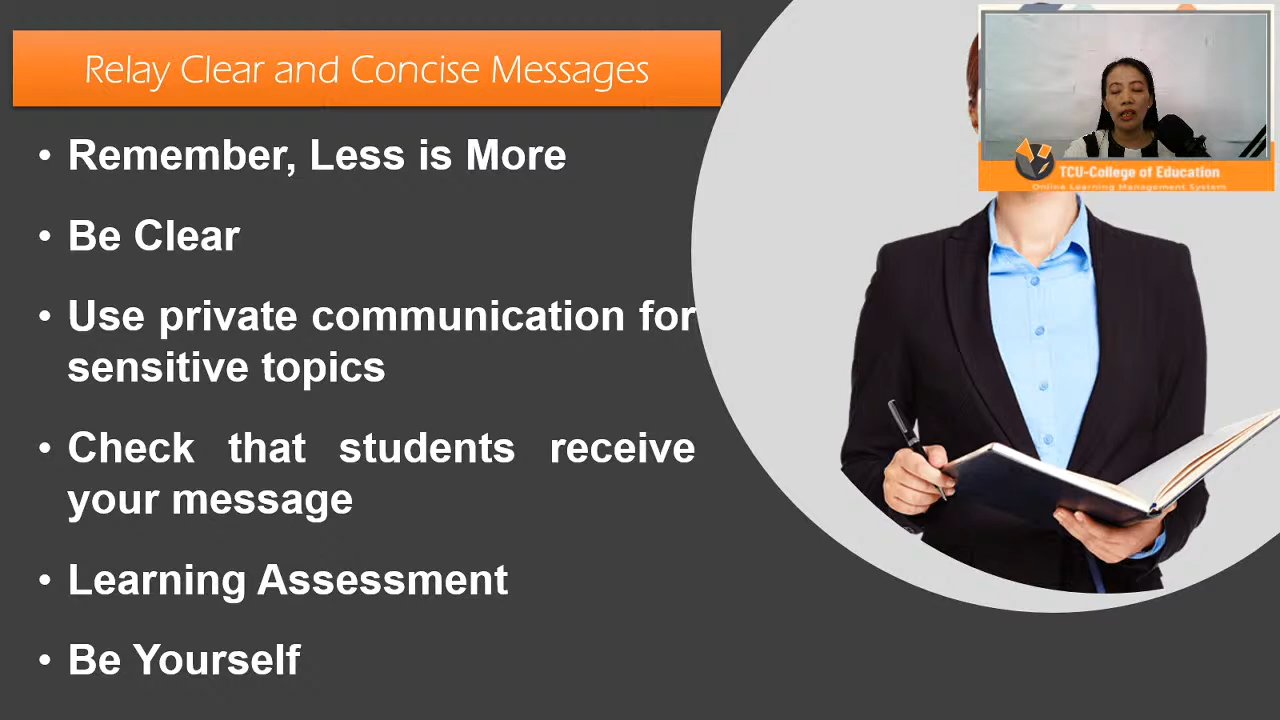 Relay Clear and Concise Messages
• Remember, Less is More
• Be Clear
• Use private communication for
sensitive topics
• Check that students receive
your message
• Learning Assessment
• Be Yourself
TCU-College of Education
Online Learning Management System